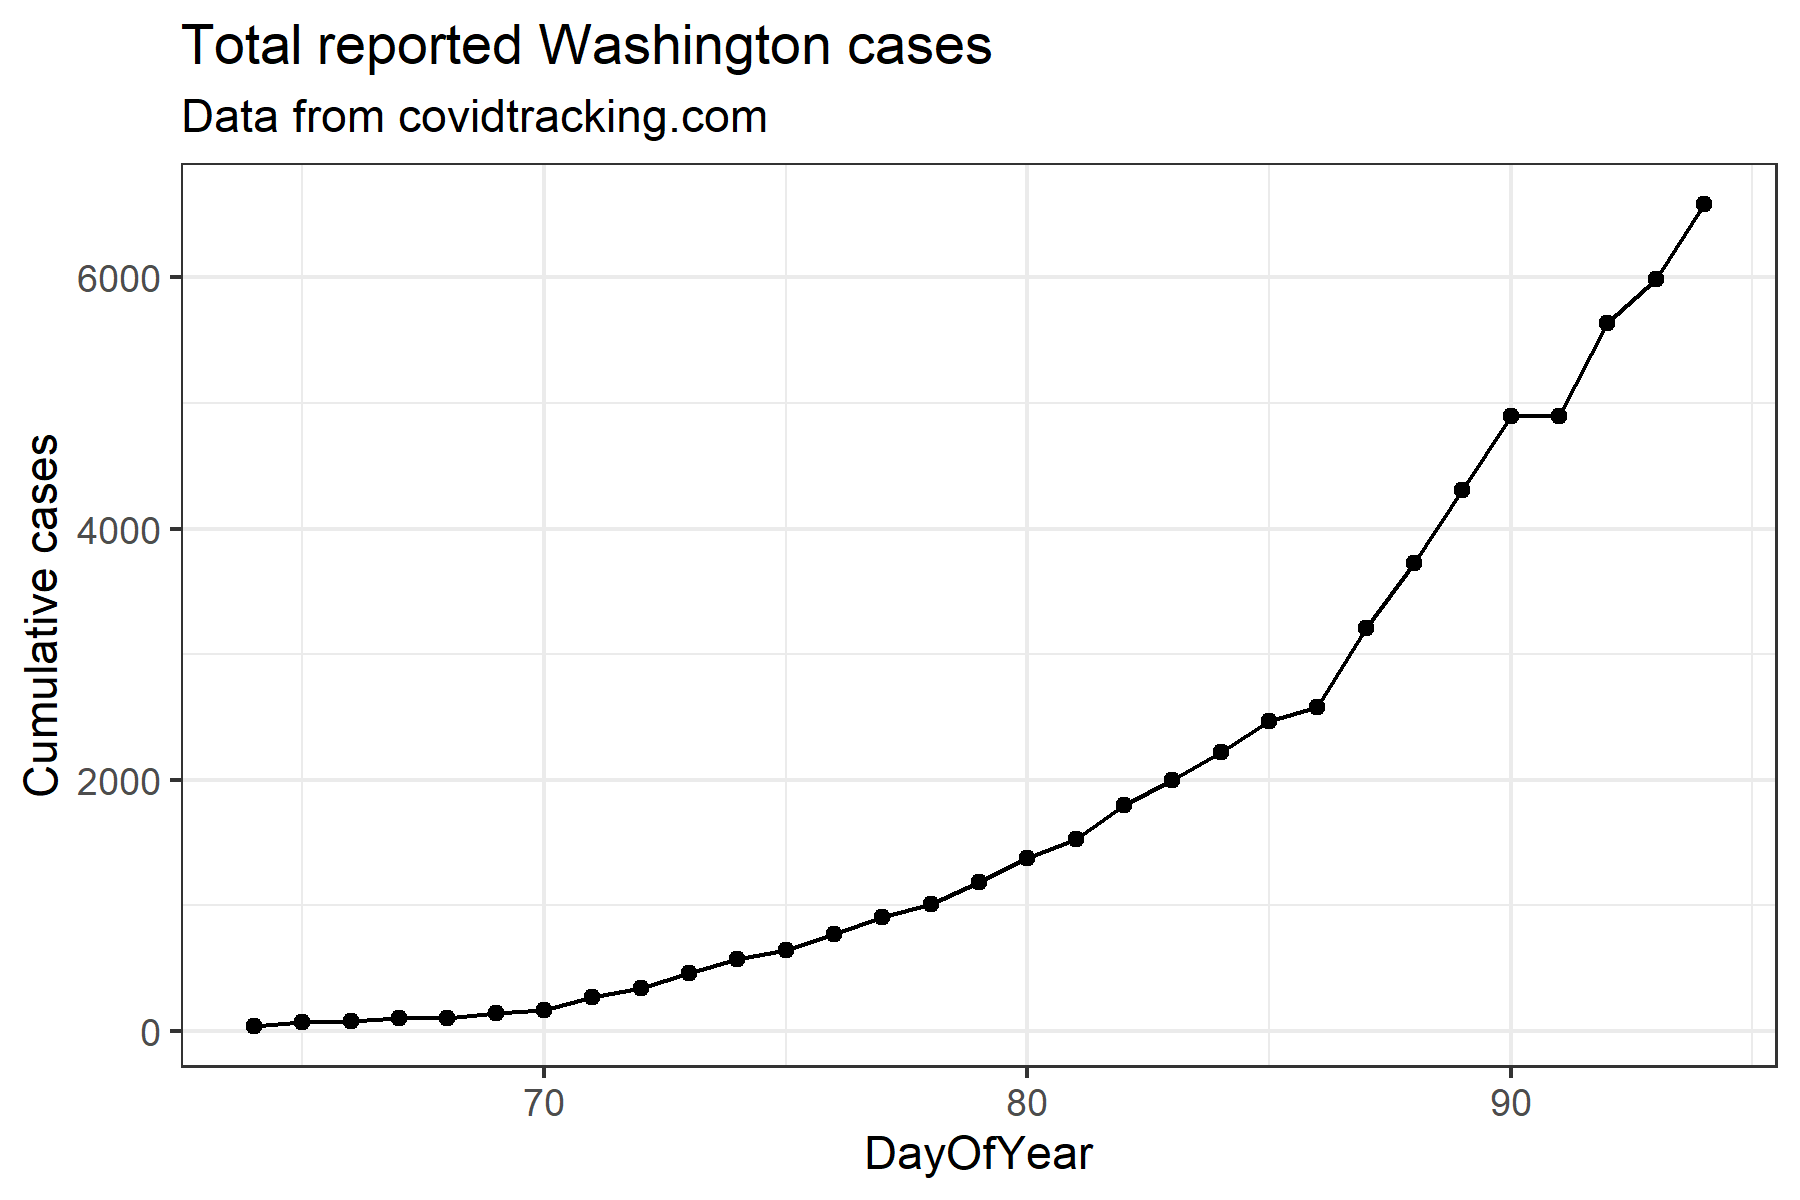 Total reported Washington cases
Data from covidtracking.com
Cumulative cases
6000
4000
2000
0
70 80 90
DayOfYear